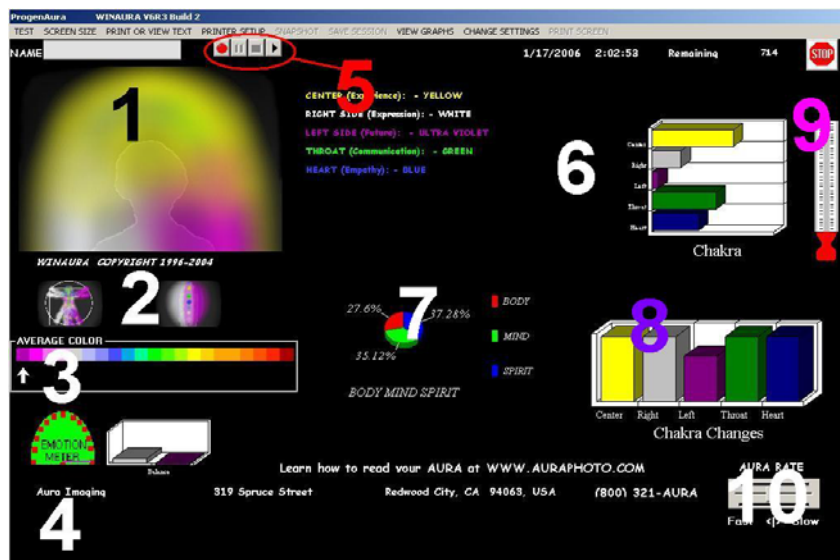 ProgenAura WINAURA V6R3 Build 2
TEST SCREEN SIZE PRINT OR VIEW TEXT PRINTER SETUP SNAPSHOT SAVE SESSION VIEW GRAPHS CHANGE SETTINGS PRINT SCREEN
NAME 1/17/2006 2:02:53 Remaining 714 STOP
5
1
CENTER (Experience): - YELLOW
RIGHT SIDE (Expression): - WHITE
LEFT SIDE (Future): - ULTRA VIOLET
THROAT (Communication): - GREEN
HEART (Empathy): - BLUE
9
6
Center
Right
Left
Throat
Heart
Chakra
WINAURA COPYRIGHT 1996-2004
2
7
27.6% 37.28%
35.12%
BODY
MIND
SPIRIT
BODY MIND SPIRIT
8
Center Right Left Throat Heart
Chakra Changes
AVERAGE COLOR
3
EMOTION
METER
Balance
Learn how to read your AURA at WWW.AURAPHOTO.COM
AURA RATE
Aura Imaging 319 Spruce Street Redwood City, CA 94063, USA (800) 321-AURA
4
10
Fast <|> Slow